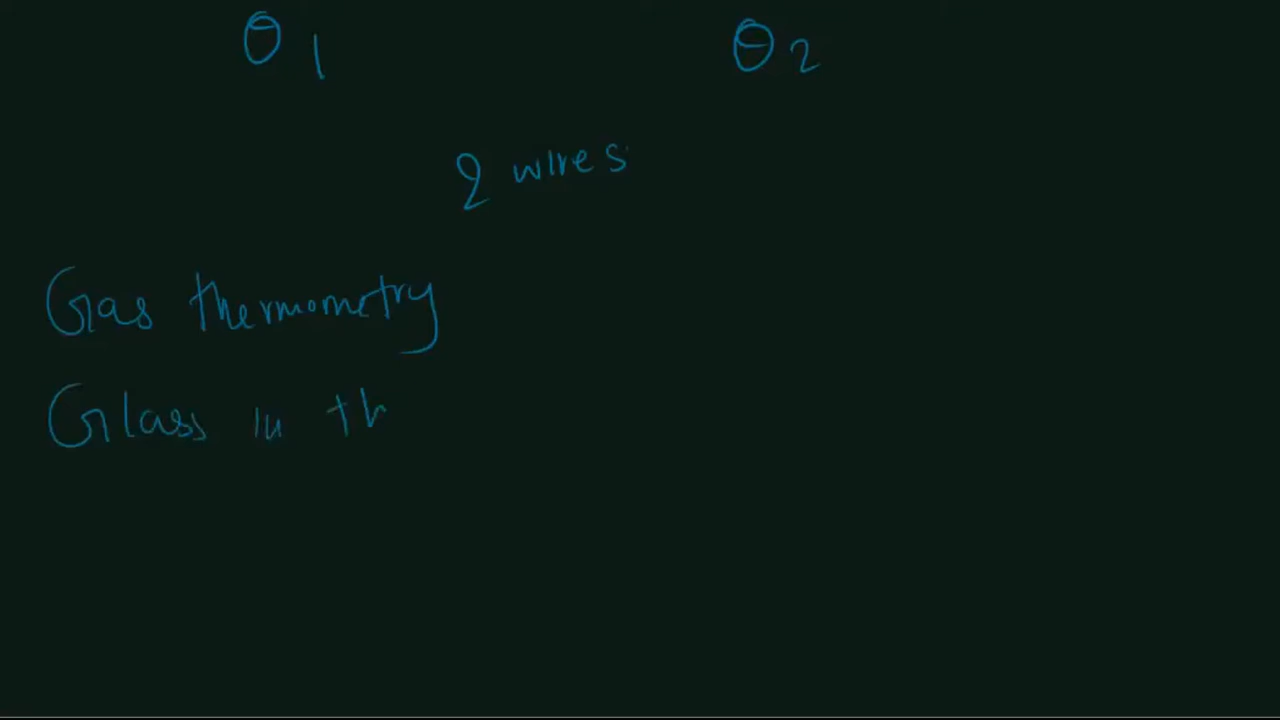 θ1 θ2
2 wires
Gas thermometry
Glass in th